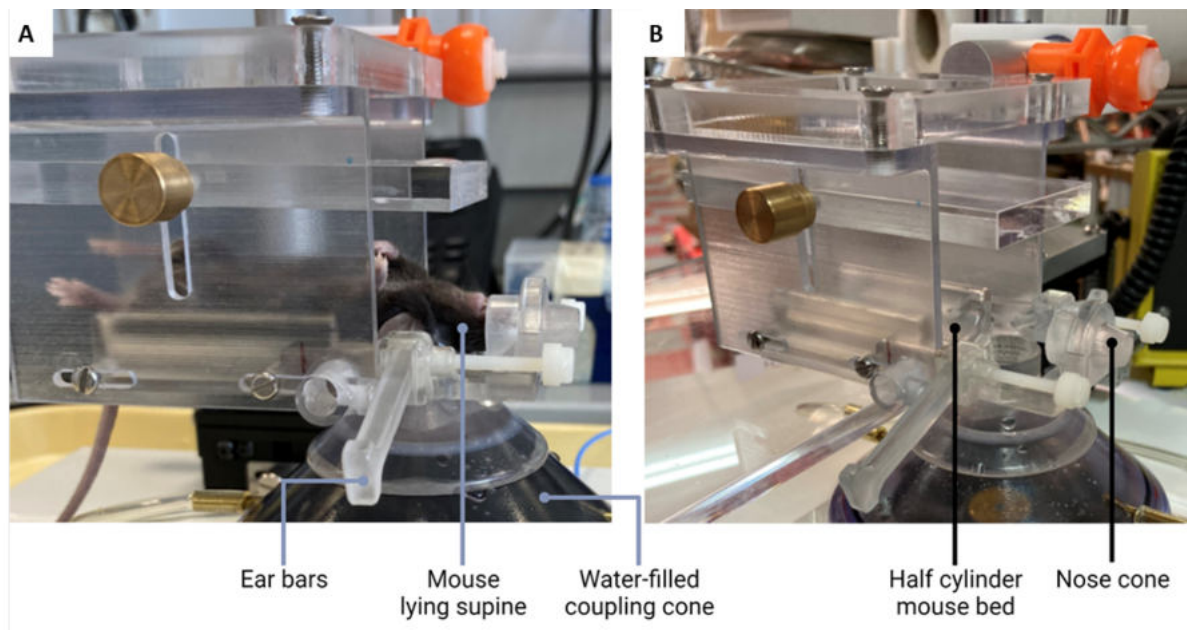 A
B
Ear bars
Mouse
lying supine
Water-filled
coupling cone
Half cylinder
mouse bed
Nose cone